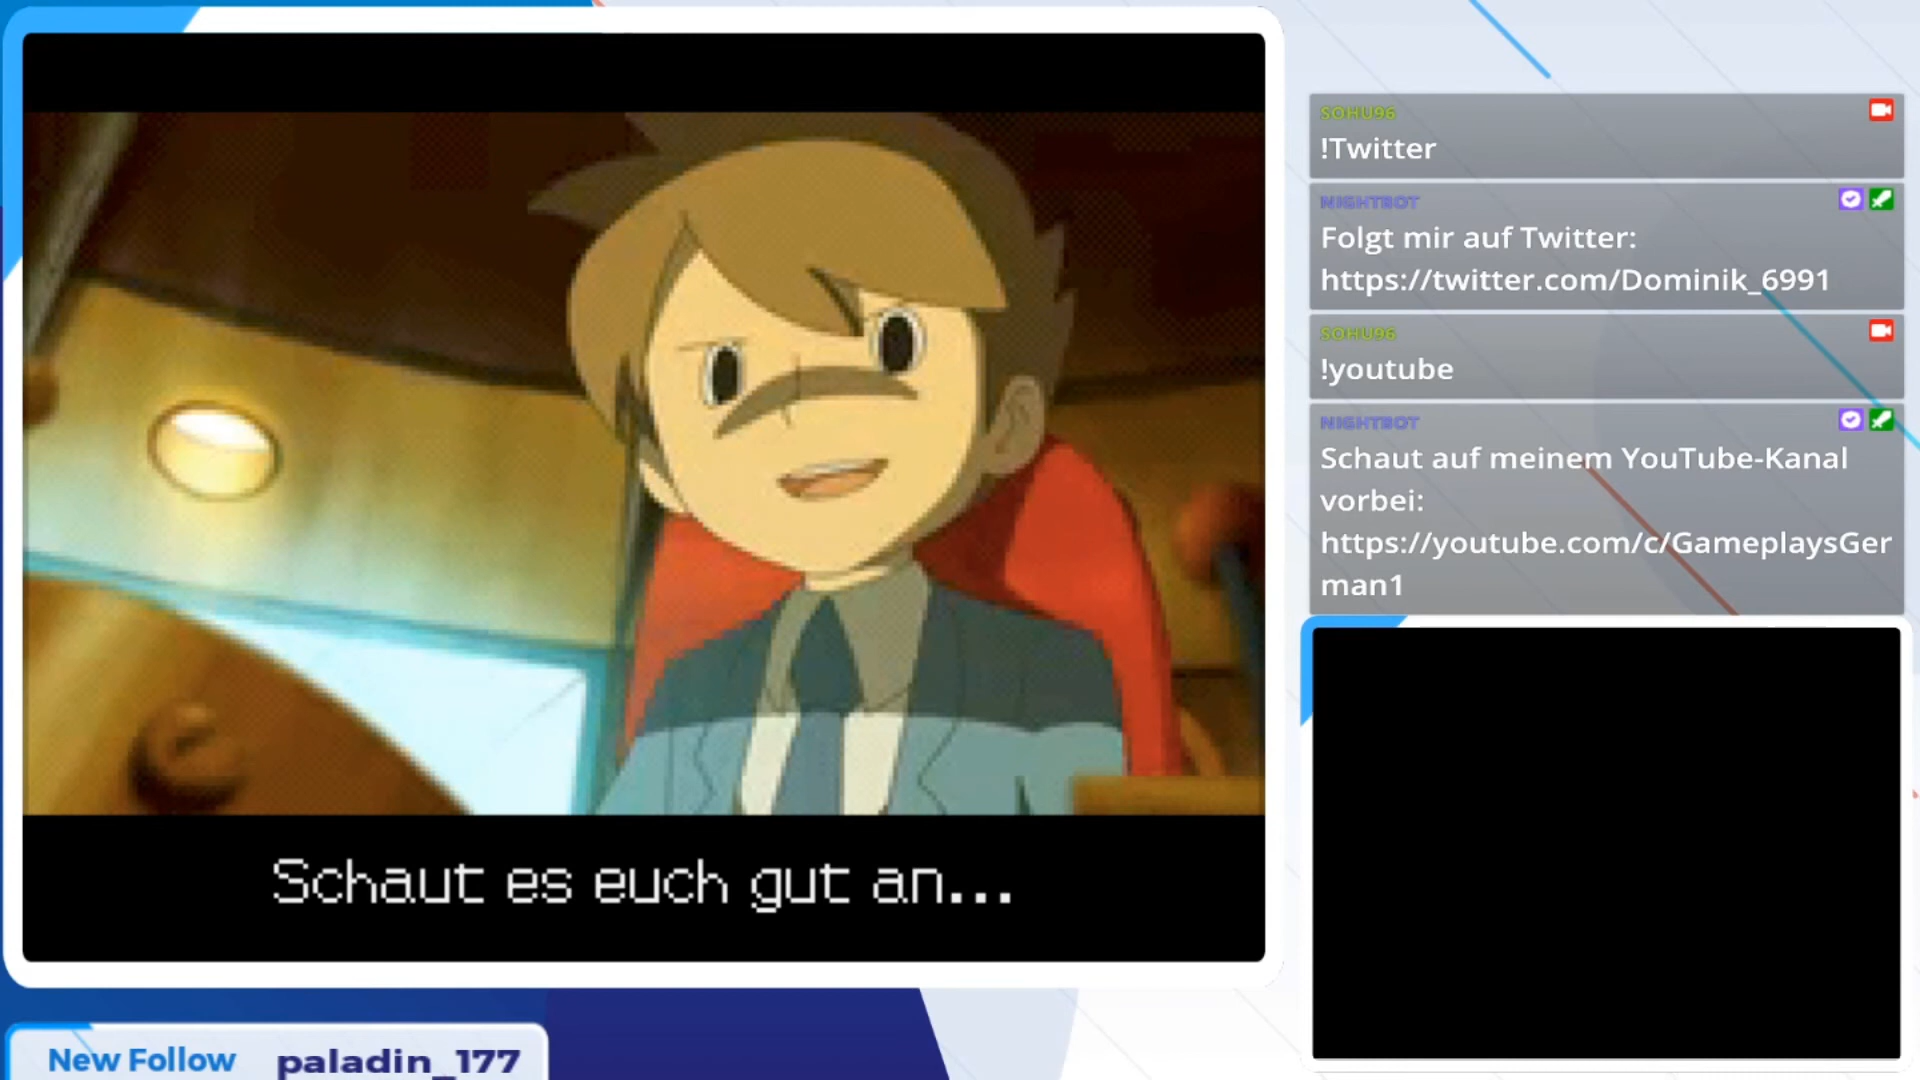 SOHU96
!Twitter
NIGHTBOT
Folgt mir auf Twitter:
https://twitter.com/Dominik_6991
SOHU96
!youtube
NIGHTBOT
Schaut auf meinem YouTube-Kanal
vorbei:
https://youtube.com/c/GameplaysGer
man1
Schaut es euch gut an...
New Follow paladin_177